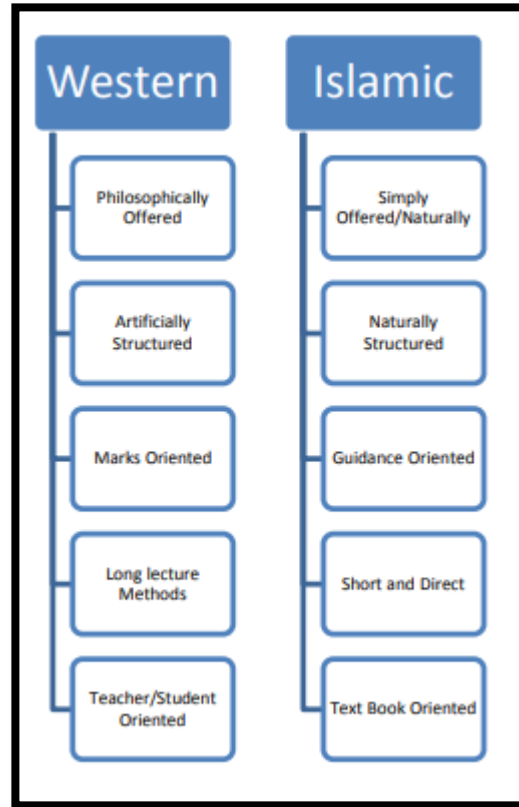 Western
Philosophically
Offered
Artificially
Structured
Marks Oriented
Long lecture
Methods
Teacher/Student
Oriented
Islamic
Simply
Offered/Naturally
Naturally
Structured
Guidance Oriented
Short and Direct
Text Book Oriented